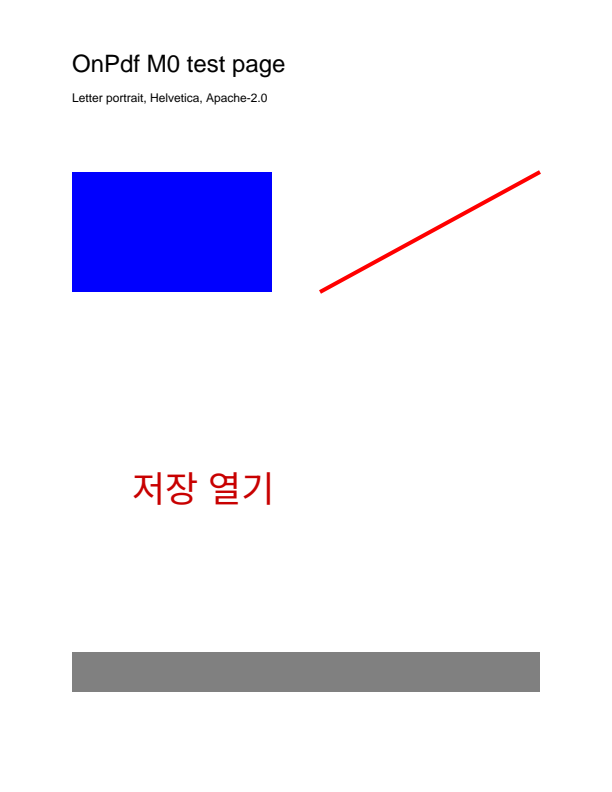 OnPdf M0 test page
Letter portrait, Helvetica, Apache-2.0
저장 열기